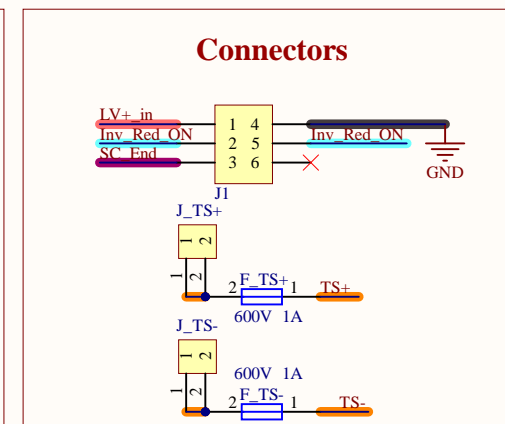 Connectors
LV+_in
1 4
Inv_Red_ON 2 5 Inv_Red_ON
SC_End 3 6
GND
J1
J_TS+
1 2
1 2
F_TS+
2 1 TS+
600V 1A
J_TS-
1 2
600V 1A
1 2
F_TS-
2 1 TS-